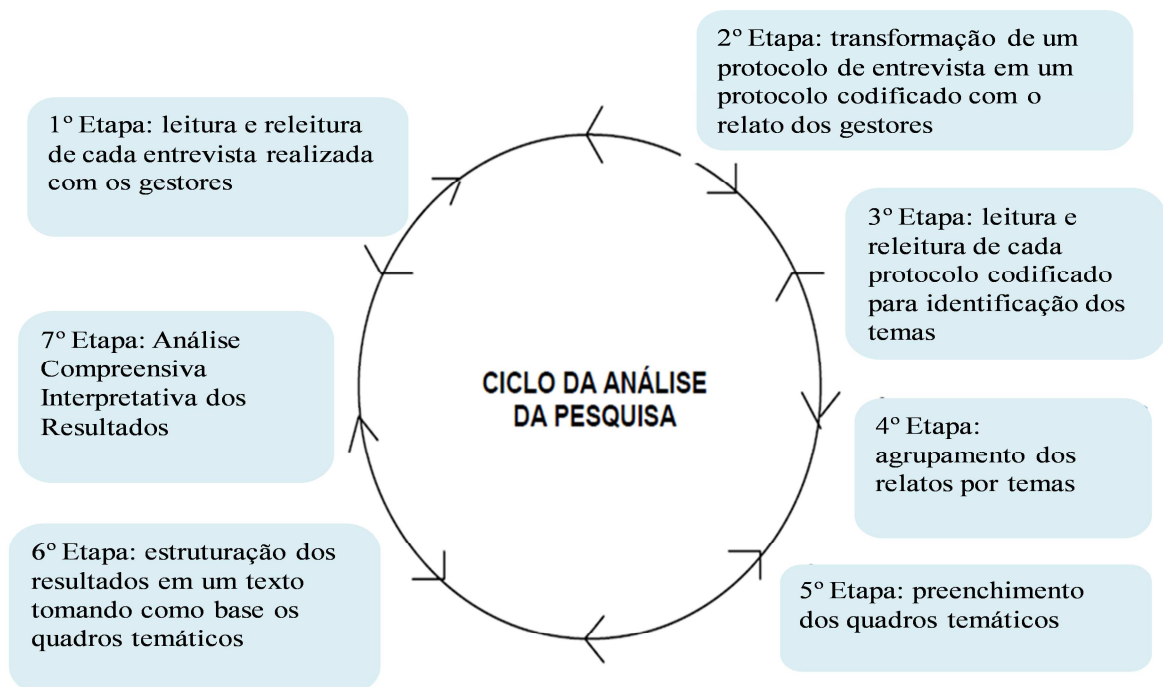 1º Etapa: leitura e releitura
de cada entrevista realizada
com os gestores
2º Etapa: transformação de um
protocolo de entrevista em um
protocolo codificado com o
relato dos gestores
3º Etapa: leitura e
releitura de cada
protocolo codificado
para identificação dos
temas
4º Etapa:
agrupamento dos
relatos por temas
5º Etapa: preenchimento
dos quadros temáticos
6º Etapa: estruturação dos
resultados em um texto
tomando como base os
quadros temáticos
7º Etapa: Análise
Compreensiva
Interpretativa dos
Resultados
CICLO DA ANÁLISE
DA PESQUISA